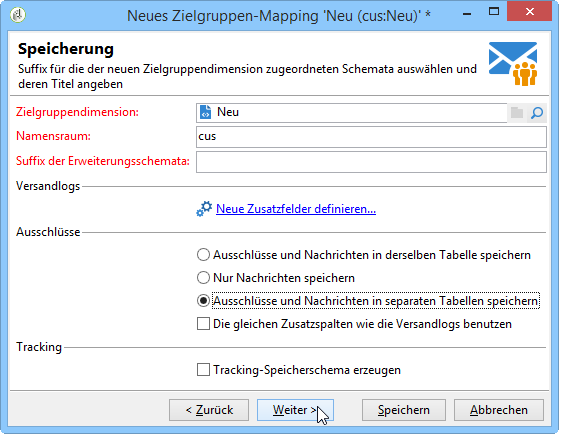 Neues Zielgruppen-Mapping 'Neu (cus:Neu)' *
Speicherung
Suffix für die der neuen Zielgruppendimension zugeordneten Schemata auswählen und
deren Titel angeben
Zielgruppendimension: Neu
Namensraum: cus
Suffix der Erweiterungsschemata:
Versandlogs
Neue Zusatzfelder definieren...
Ausschlüsse
Ausschlüsse und Nachrichten in derselben Tabelle speichern
Nur Nachrichten speichern
Ausschlüsse und Nachrichten in separaten Tabellen speichern
Die gleichen Zusatzspalten wie die Versandlogs benutzen
Tracking
Tracking-Speicherschema erzeugen
< Zurück Weiter > Speichern Abbrechen